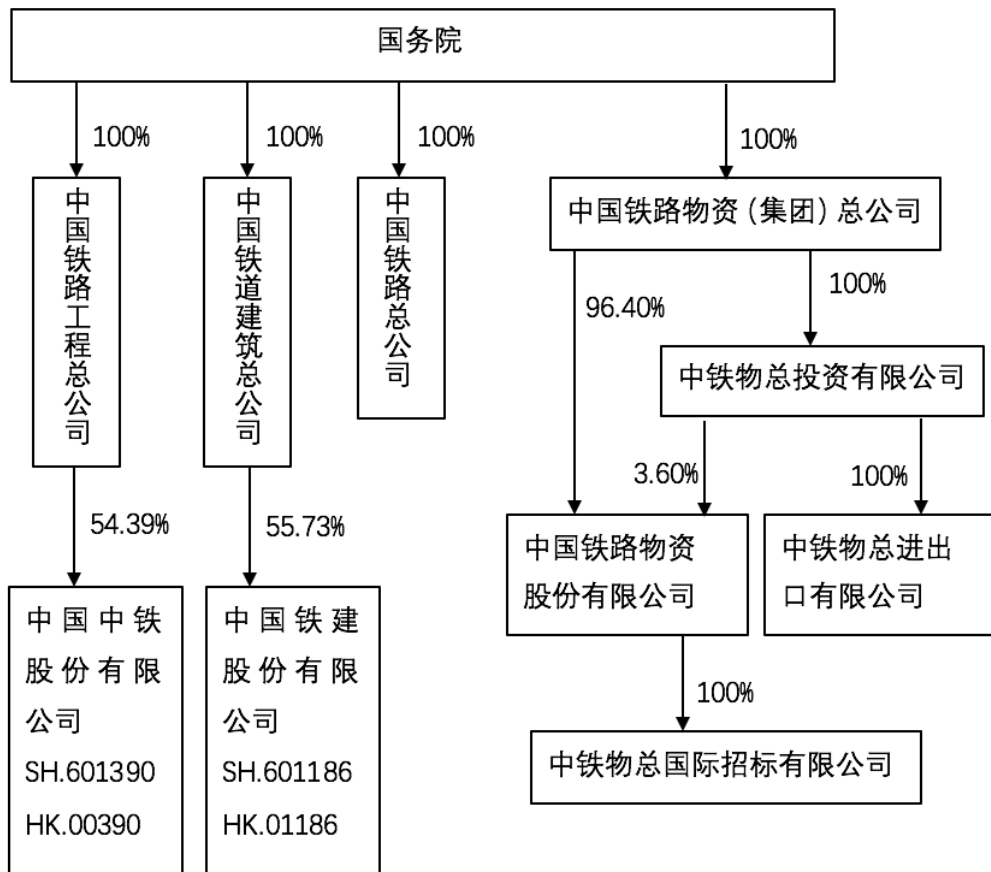 国务院
100%
100%
100%
100%
中国铁路工程总公司
中国铁道建筑总公司
中国铁路总公司
中国铁路物资（集团）总公司
96.40%
100%
中铁物总投资有限公司
3.60%
100%
54.39%
55.73%
中国铁路物资
股份有限公司
中铁物总进出
口有限公司
中国中铁
股份有限
公司
SH.601390
HK.00390
中国铁建
股份有限
公司
SH.601186
HK.01186
100%
中铁物总国际招标有限公司